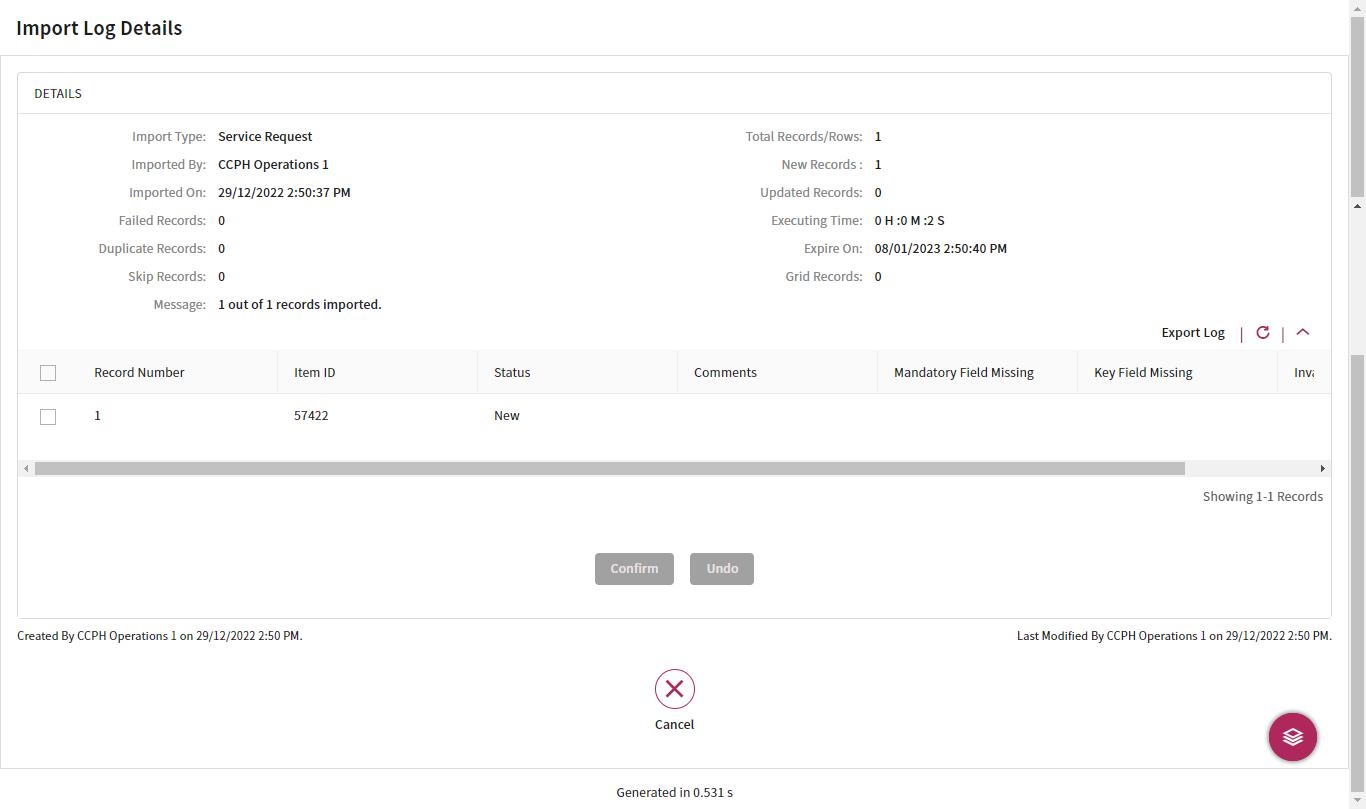 Import Log Details
DETAILS
Import Type: Service Request
Total Records/Rows: 1
Imported By: CCPH Operations 1
New Records : 1
Imported On: 29/12/2022 2:50:37 PM
Updated Records: 0
Failed Records: 0
Executing Time: 0 H :0 M :2 S
Duplicate Records: 0
Expire On: 08/01/2023 2:50:40 PM
Skip Records: 0
Grid Records: 0
Message: 1 out of 1 records imported.
Export Log | |
Record Number Item ID Status Comments Mandatory Field Missing Key Field Missing
1 57422 New
Showing 1-1 Records
Confirm Undo
Created By CCPH Operations 1 on 29/12/2022 2:50 PM.
Last Modified By CCPH Operations 1 on 29/12/2022 2:50 PM.
Cancel
Generated in 0.531 s